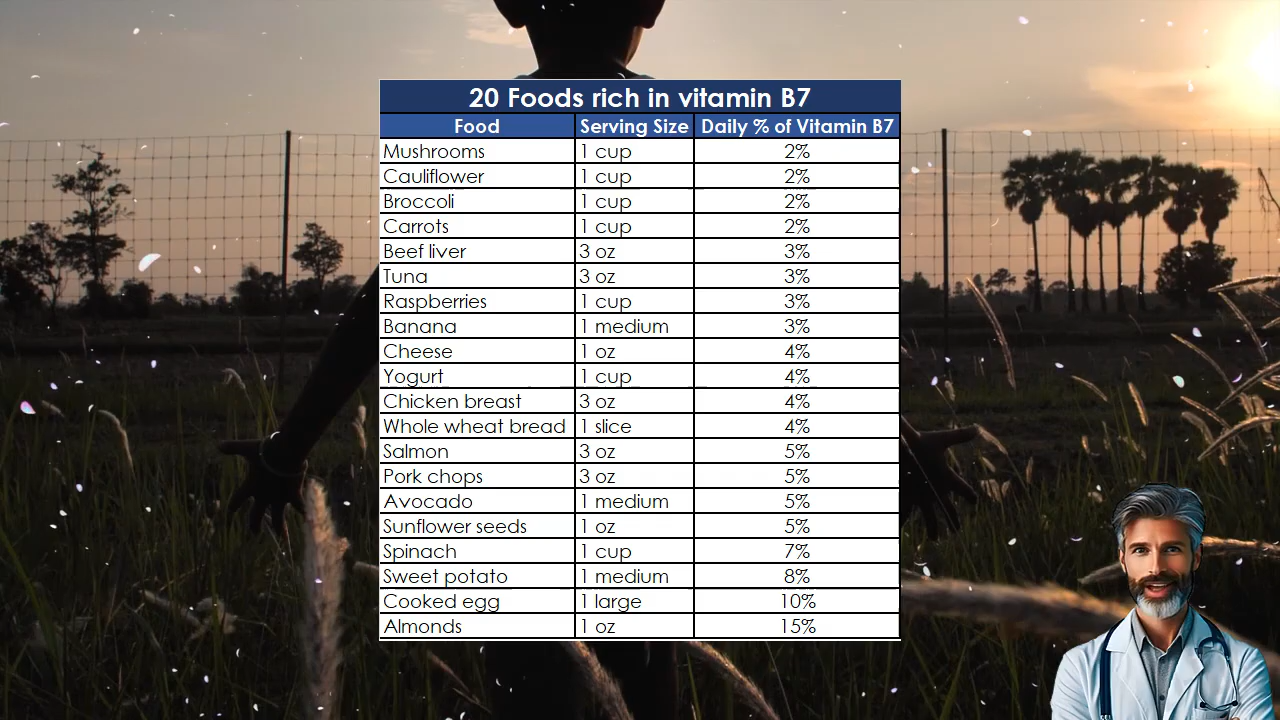 20 Foods rich in vitamin B7
Food Serving Size Daily % of Vitamin B7
Mushrooms 1 cup 2%
Cauliflower 1 cup 2%
Broccoli 1 cup 2%
Carrots 1 cup 2%
Beef liver 3 oz 3%
Tuna 3 oz 3%
Raspberries 1 cup 3%
Banana 1 medium 3%
Cheese 1 oz 4%
Yogurt 1 cup 4%
Chicken breast 3 oz 4%
Whole wheat bread 1 slice 4%
Salmon 3 oz 5%
Pork chops 3 oz 5%
Avocado 1 medium 5%
Sunflower seeds 1 oz 5%
Spinach 1 cup 7%
Sweet potato 1 medium 8%
Cooked egg 1 large 10%
Almonds 1 oz 15%